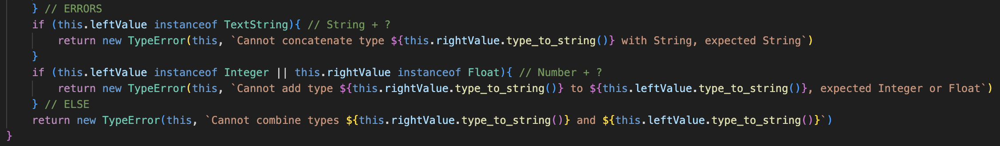 } // ERRORS
if (this.leftValue instanceof TextString){ // String + ?
return new TypeError(this, `Cannot concatenate type ${this.rightValue.type_to_string()} with String, expected String`)
}
if (this.leftValue instanceof Integer || this.rightValue instanceof Float){ // Number + ?
return new TypeError(this, `Cannot add type ${this.rightValue.type_to_string()} to ${this.leftValue.type_to_string()}, expected Integer or Float`)
} // ELSE
return new TypeError(this, `Cannot combine types ${this.rightValue.type_to_string()} and ${this.leftValue.type_to_string()}`)
}